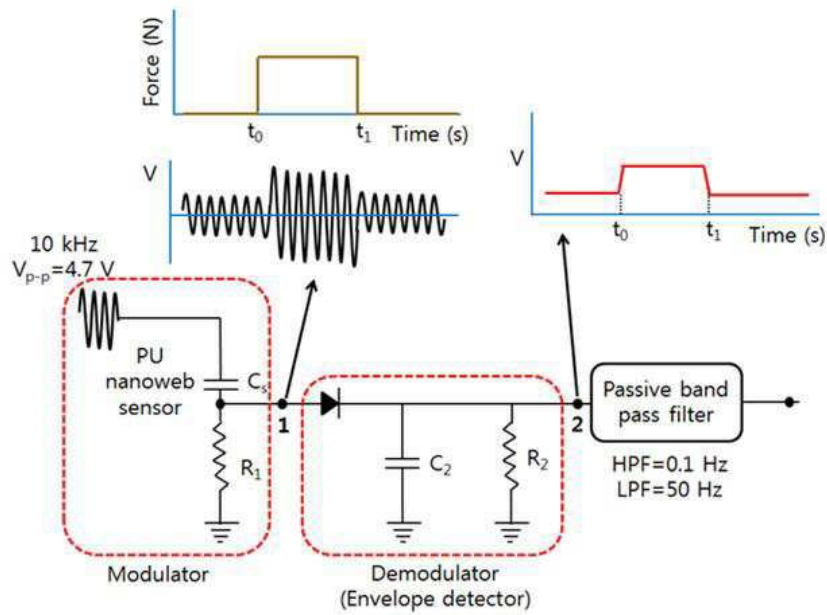 Force (N)
t₀
t₁
Time (s)
V
V
t₀
t₁
Time (s)
10 kHz
Vₚ₋ₚ=4.7 V
PU
nanoweb
sensor
Cₛ
R₁
1
C₂
R₂
2
Passive band
pass filter
HPF=0.1 Hz
LPF=50 Hz
Modulator
Demodulator
(Envelope detector)